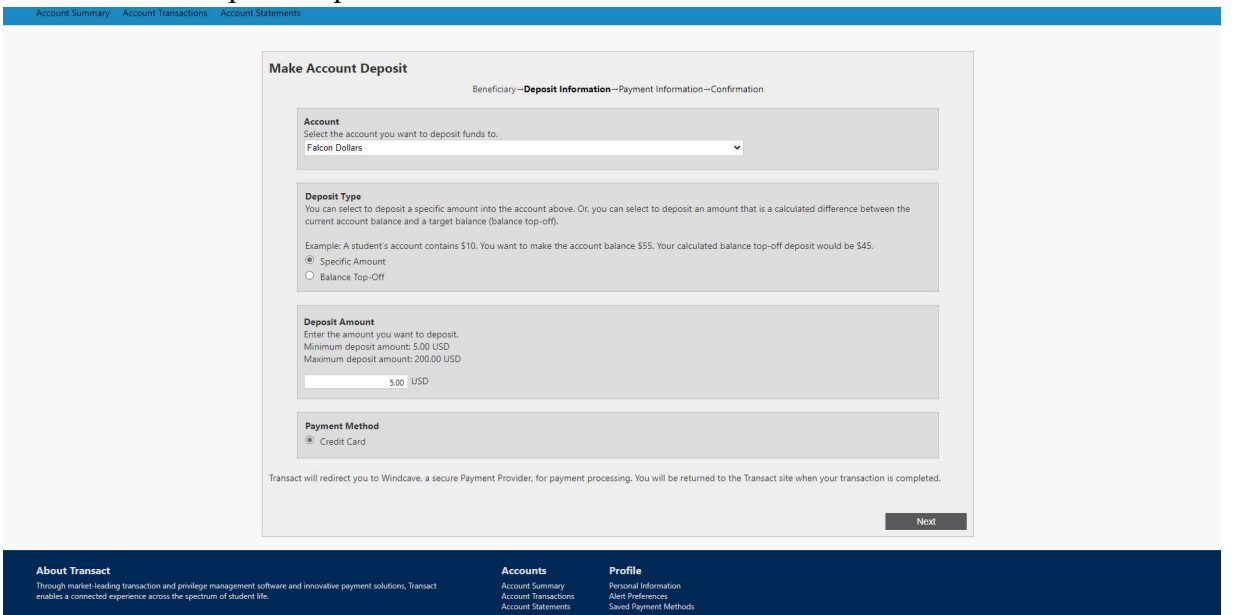 Account Summary Account Transactions Account Statements
Make Account Deposit
Beneficiary→Deposit Information→Payment Information→Confirmation
Account
Select the account you want to deposit funds to.
Falcon Dollars
Deposit Type
You can select to deposit a specific amount into the account above. Or, you can select to deposit an amount that is a calculated difference between the
current account balance and a target balance (balance top-off).
Example: A student's account contains $10. You want to make the account balance $55. Your calculated balance top-off deposit would be $45.
Specific Amount
Balance Top-Off
Deposit Amount
Enter the amount you want to deposit.
Minimum deposit amount: 5.00 USD
Maximum deposit amount: 200.00 USD
5.00 USD
Payment Method
Credit Card
Transact will redirect you to Windcave, a secure Payment Provider, for payment processing. You will be returned to the Transact site when your transaction is completed.
Next
About Transact
Through market-leading transaction and privilege management software and innovative payment solutions, Transact
enables a connected experience across the spectrum of student life.
Accounts
Account Summary
Account Transactions
Account Statements
Profile
Personal Information
Alert Preferences
Saved Payment Methods